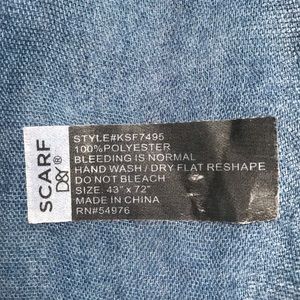 SCARF
D&Y®
STYLE#KSF7495
100%POLYESTER
BLEEDING IS NORMAL
HAND WASH / DRY FLAT RESHAPE
DO NOT BLEACH
SIZE: 43" x 72"
MADE IN CHINA
RN#54976